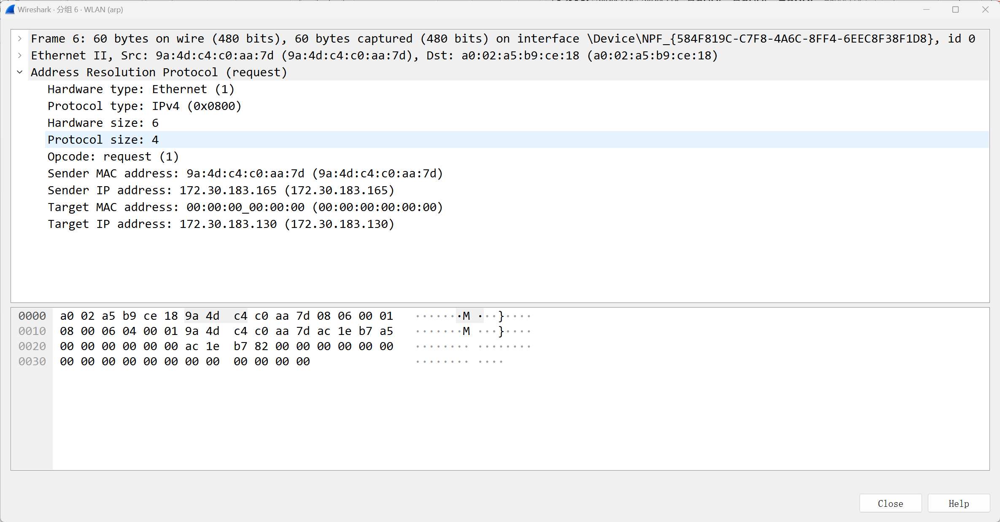 Wireshark · 分组 6 · WLAN (arp)
Frame 6: 60 bytes on wire (480 bits), 60 bytes captured (480 bits) on interface \Device\NPF_{584F819C-C7F8-4A6C-8FF4-6EEC8F38F1D8}, id 0
Ethernet II, Src: 9a:4d:c4:c0:aa:7d (9a:4d:c4:c0:aa:7d), Dst: a0:02:a5:b9:ce:18 (a0:02:a5:b9:ce:18)
Address Resolution Protocol (request)
Hardware type: Ethernet (1)
Protocol type: IPv4 (0x0800)
Hardware size: 6
Protocol size: 4
Opcode: request (1)
Sender MAC address: 9a:4d:c4:c0:aa:7d (9a:4d:c4:c0:aa:7d)
Sender IP address: 172.30.183.165 (172.30.183.165)
Target MAC address: 00:00:00_00:00:00 (00:00:00:00:00:00)
Target IP address: 172.30.183.130 (172.30.183.130)
0000 a0 02 a5 b9 ce 18 9a 4d c4 c0 aa 7d 08 06 00 01 ·······M ···}····
0010 08 00 06 04 00 01 9a 4d c4 c0 aa 7d ac 1e b7 a5 ·······M ···}····
0020 00 00 00 00 00 00 ac 1e b7 82 00 00 00 00 00 00 ········ ········
0030 00 00 00 00 00 00 00 00 00 00 00 00 ········ ····
Close Help